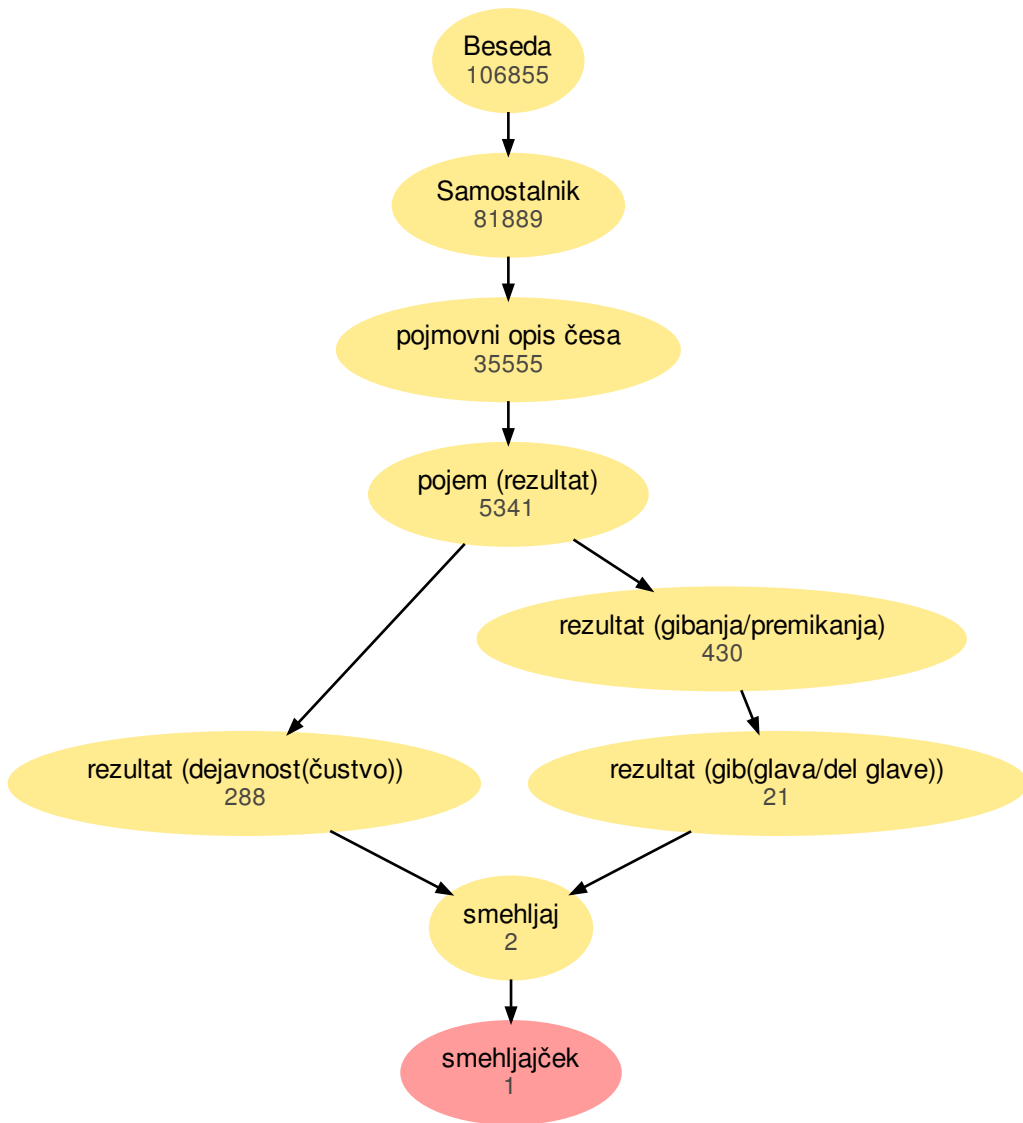 Beseda
106855
Samostalnik
81889
pojmovni opis česa
35555
pojem (rezultat)
5341
rezultat (gibanja/premikanja)
430
rezultat (dejavnost(čustvo))
288
rezultat (gib(glava/del glave))
21
smehljaj
2
smehljajček
1